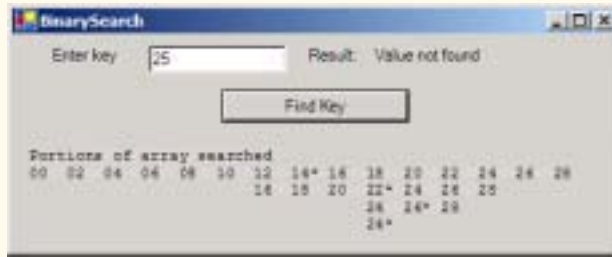 BinarySearch
Enter key 25 Result: Value not found
Find Key
Portions of array searched
00 02 04 06 08 10 12 14* 16 18 20 22 24 26 28
16 18 20 22* 24 26 28
24 26* 28
24*